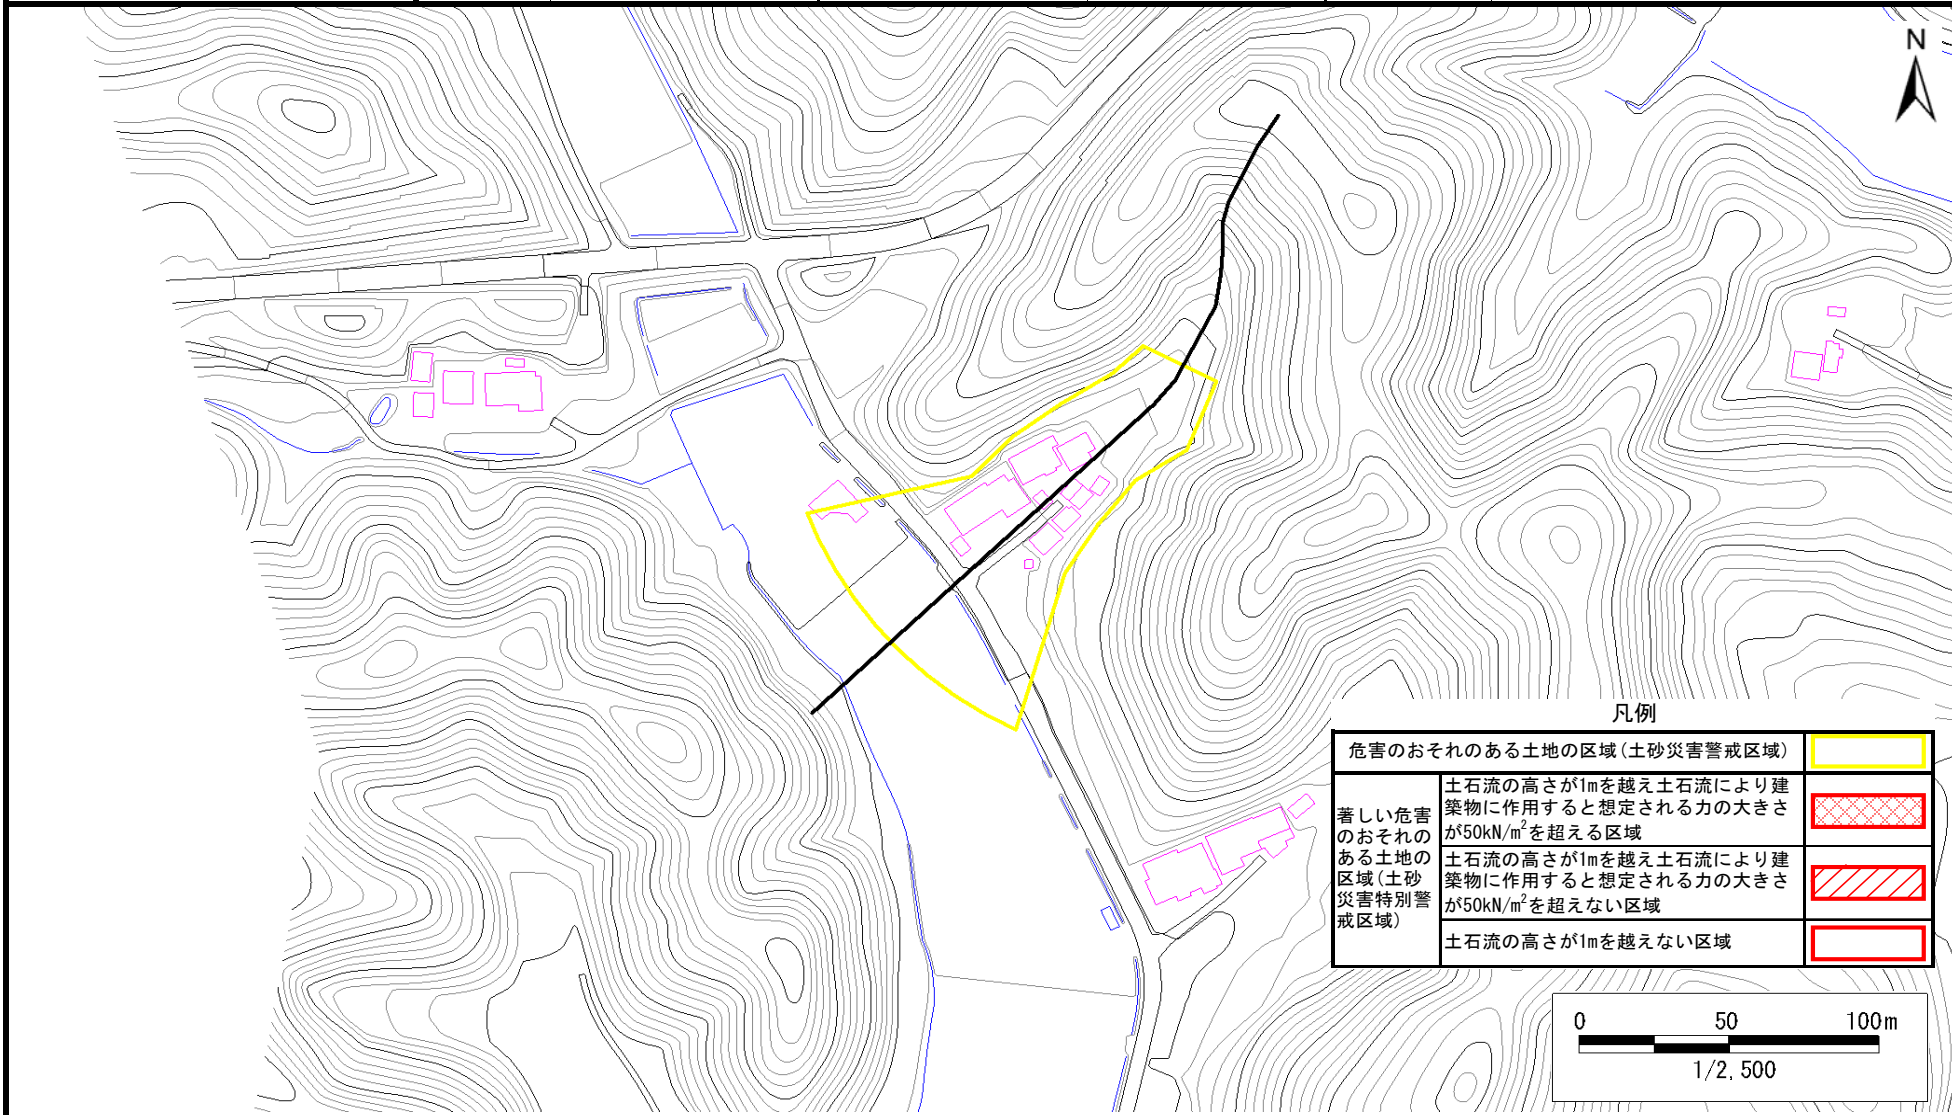 N
凡例
危害のおそれのある土地の区域(土砂災害警戒区域)
著しい危害
のおそれの
ある土地の
区域(土砂
災害特別警
戒区域)
土石流の高さが1mを越え土石流により建
築物に作用すると想定される力の大きさ
が50kN/m²を超える区域
土石流の高さが1mを越え土石流により建
築物に作用すると想定される力の大きさ
が50kN/m²を超えない区域
土石流の高さが1mを越えない区域
0 50 100m
1/2,500